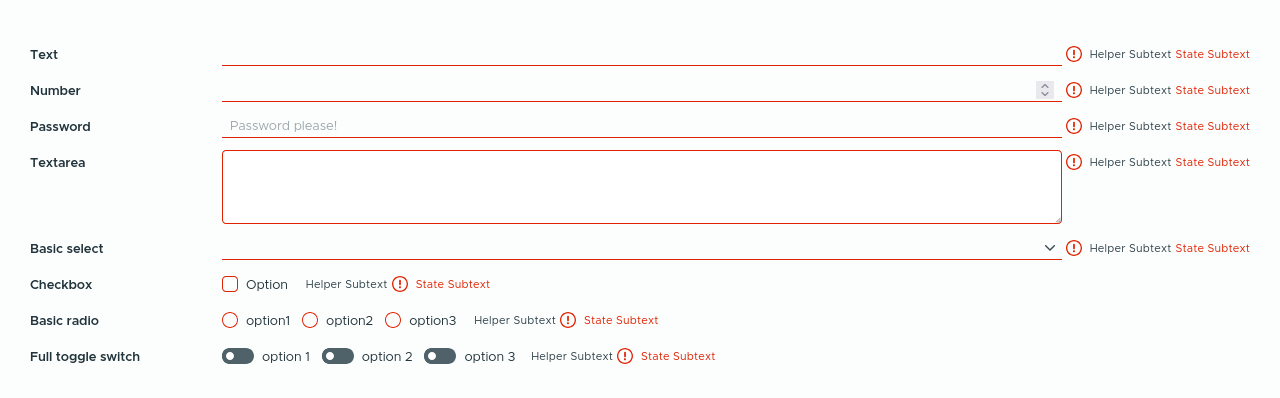 Text Helper Subtext State Subtext
Number Helper Subtext State Subtext
Password Password please! Helper Subtext State Subtext
Textarea Helper Subtext State Subtext
Basic select Helper Subtext State Subtext
Checkbox Option Helper Subtext State Subtext
Basic radio option1 option2 option3 Helper Subtext State Subtext
Full toggle switch option 1 option 2 option 3 Helper Subtext State Subtext